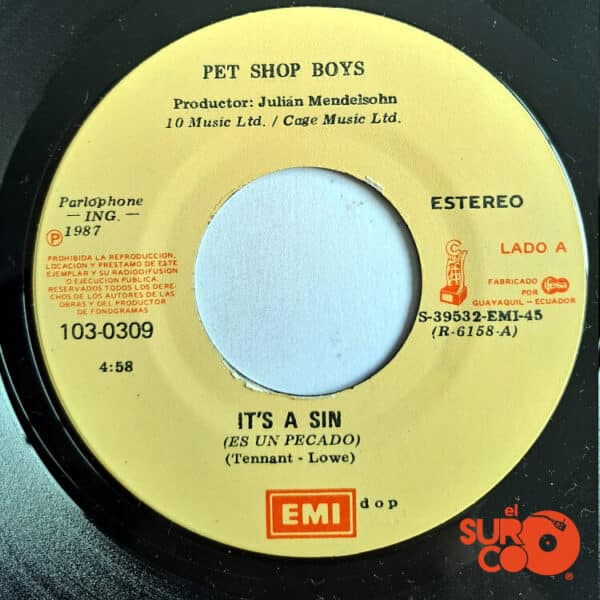 PET SHOP BOYS
Productor: Julián Mendelsohn
10 Music Ltd. / Cage Music Ltd.
Parlophone
— ING. —
℗ 1987
ESTEREO
LADO A
PROHIBIDA LA REPRODUCCION,
LOCACION Y PRESTAMO DE ESTE
EJEMPLAR Y SU RADIODIFUSION
O EJECUCION PUBLICA.
RESERVADOS TODOS LOS DERE-
CHOS DE LOS AUTORES DE LAS
OBRAS Y DEL PRODUCTOR
DE FONOGRAMAS
FABRICADO
POR
GUAYAQUIL - ECUADOR
103-0309
S-39532-EMI-45
(R-6158-A)
4:58
IT'S A SIN
(ES UN PECADO)
(Tennant - Lowe)
EMI
dop
el
SURCO
®